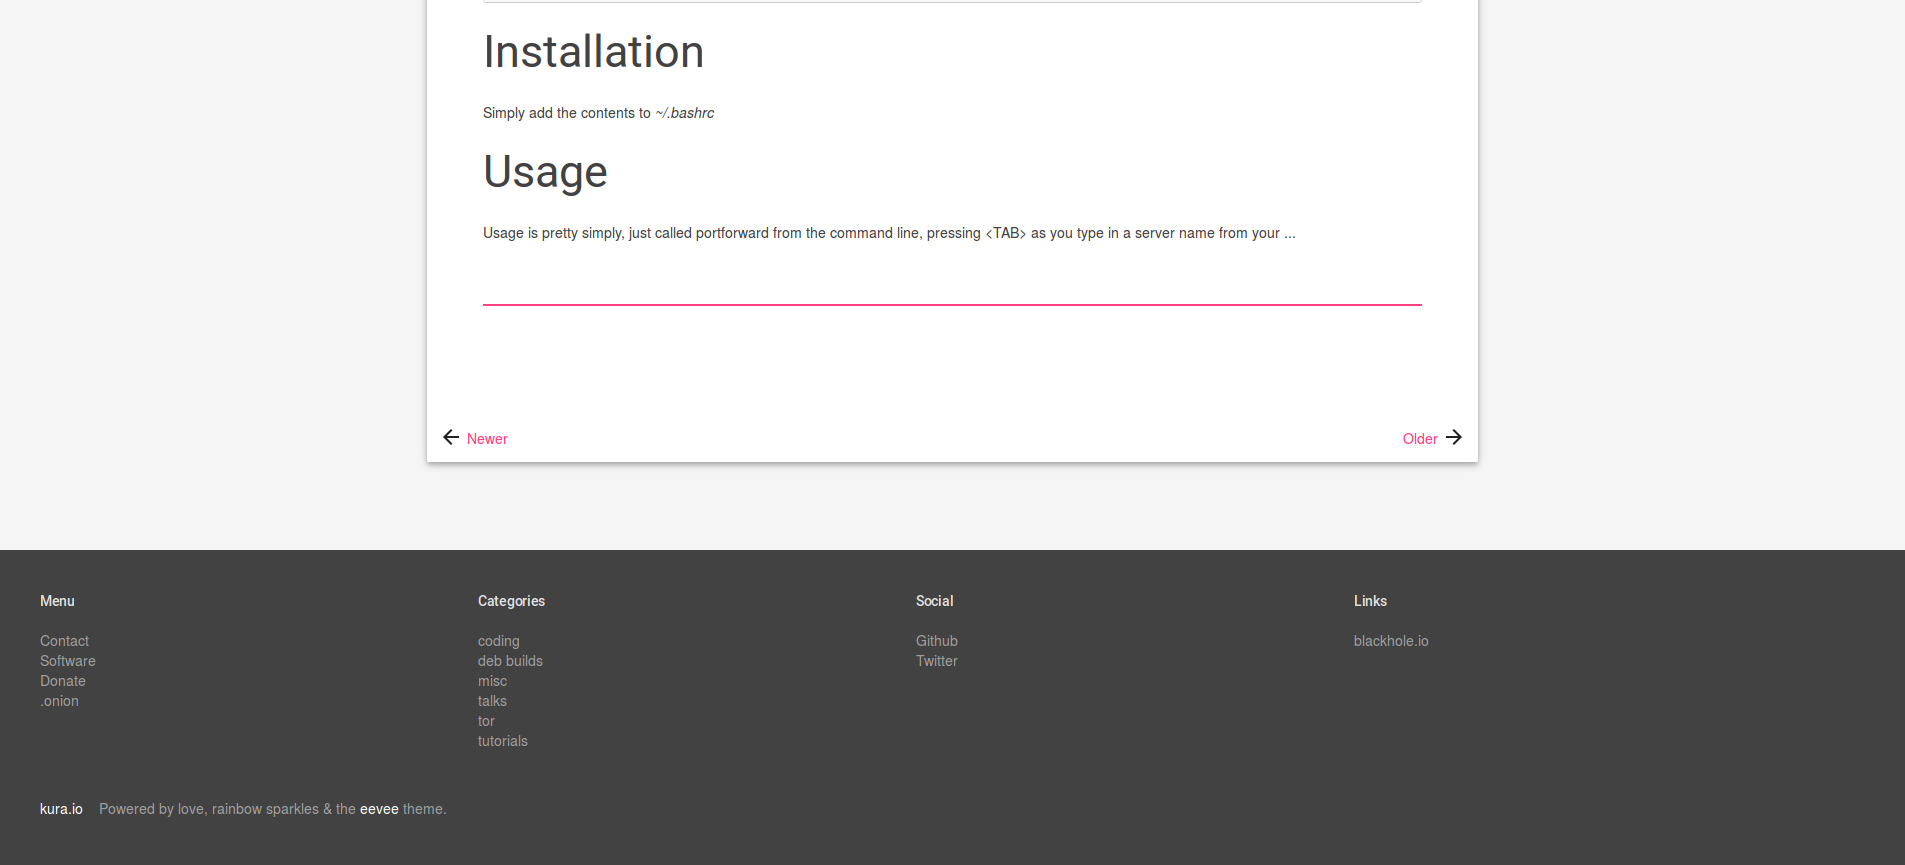 Installation
Simply add the contents to ~/.bashrc
Usage
Usage is pretty simply, just called portforward from the command line, pressing <TAB> as you type in a server name from your ...
Newer
Older
Menu
Contact
Software
Donate
.onion
Categories
coding
deb builds
misc
talks
tor
tutorials
Social
Github
Twitter
Links
blackhole.io
kura.io Powered by love, rainbow sparkles & the eevee theme.